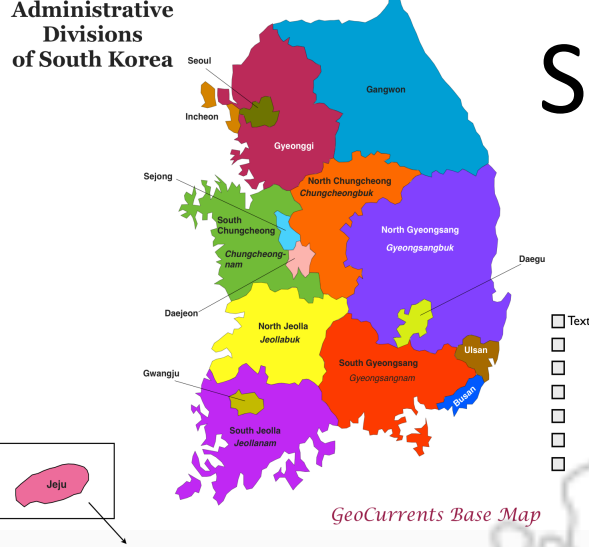 Administrative
Divisions
of South Korea
S
Seoul
Gangwon
Incheon
Gyeonggi
Sejong
North Chungcheong
Chungcheongbuk
South
Chungcheong
Chungcheong-
nam
North Gyeongsang
Gyeongsangbuk
Daegu
Daejeon
Text
North Jeolla
Jeollabuk
Ulsan
South Gyeongsang
Gyeongsangnam
Gwangju
Busan
South Jeolla
Jeollanam
Jeju
GeoCurrents Base Map